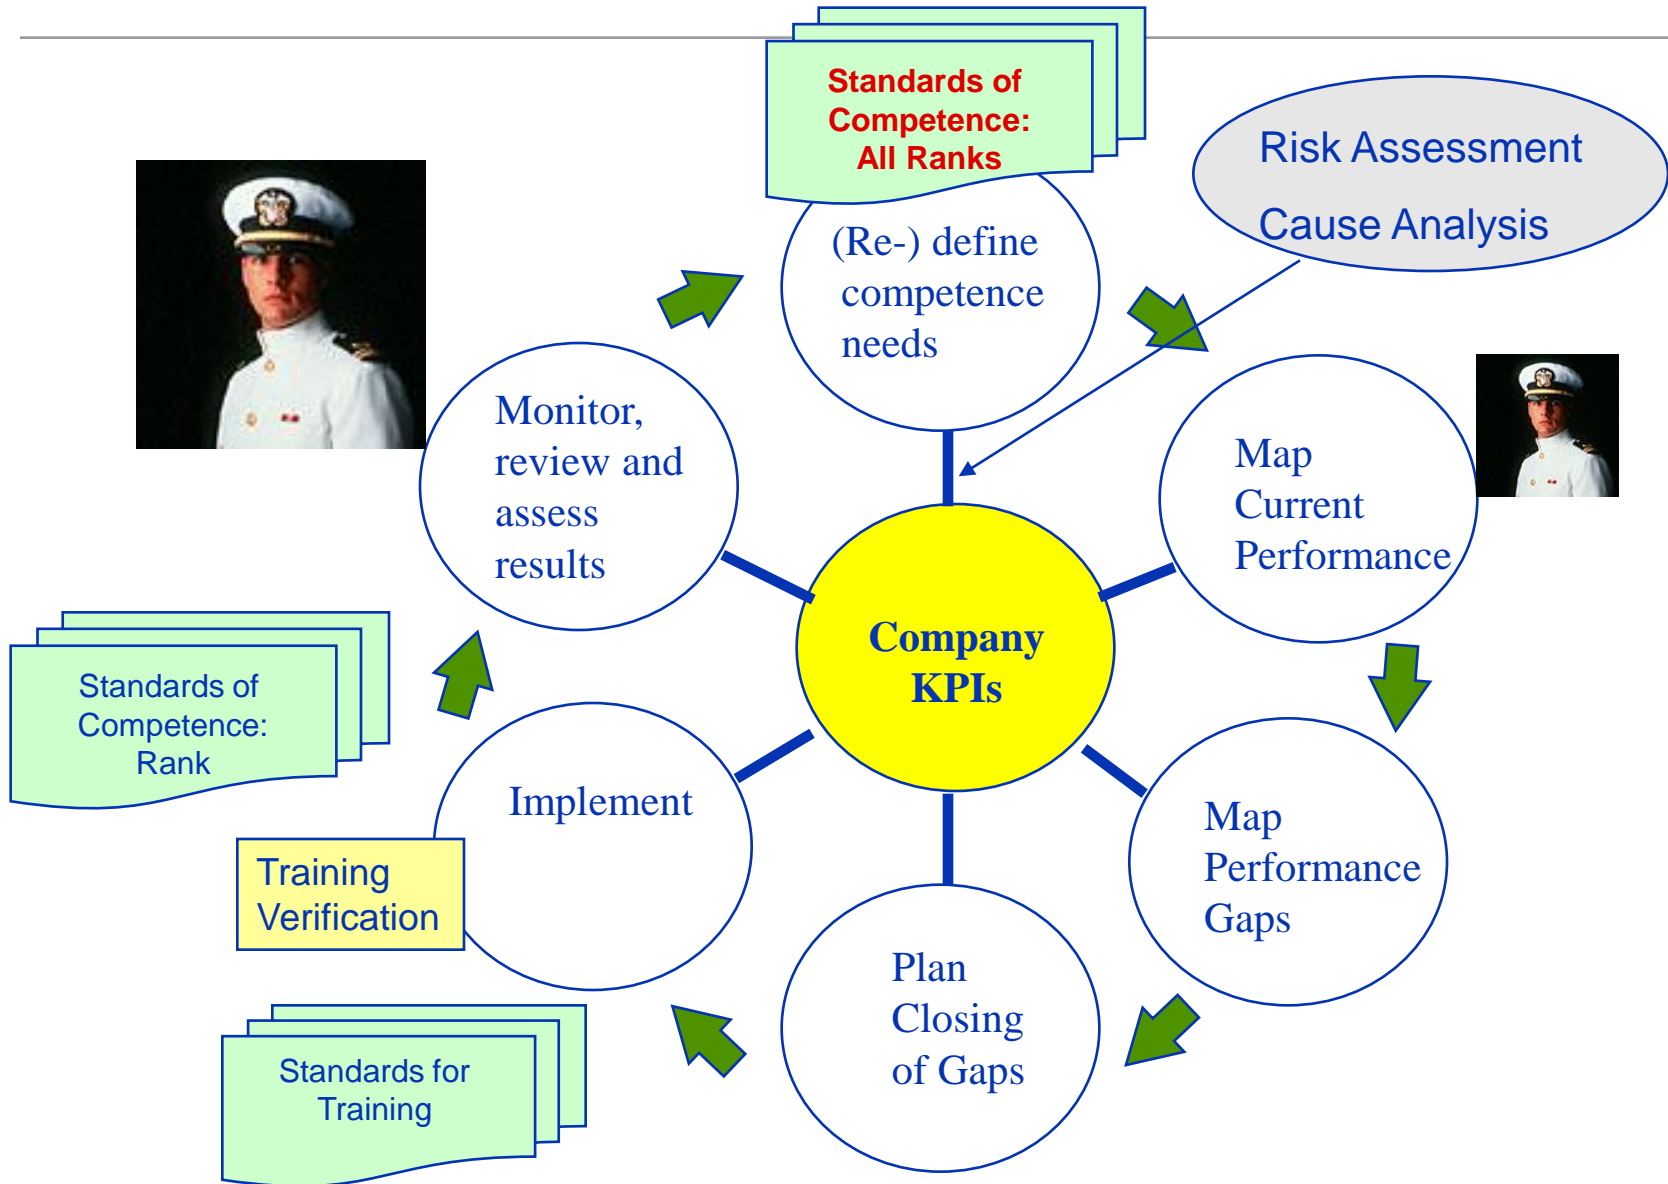 Standards of
Competence:
All Ranks
Risk Assessment
Cause Analysis
(Re-) define
competence
needs
Monitor,
review and
assess
results
Map
Current
Performance
Company
KPIs
Standards of
Competence:
Rank
Implement
Map
Performance
Gaps
Training
Verification
Plan
Closing
of Gaps
Standards for
Training